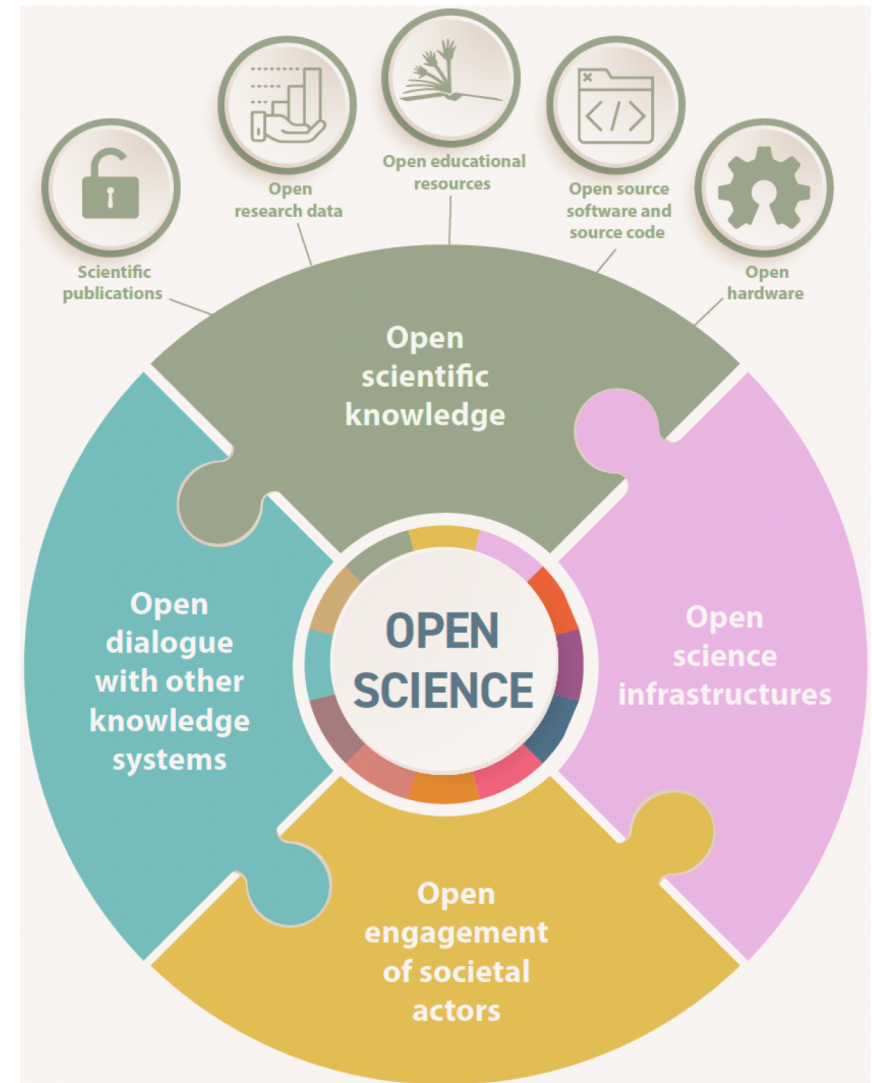 Open educational
resources
Open
research data
Open source
software and
source code
Scientific
publications
Open
hardware
Open
scientific
knowledge
Open
dialogue
with other
knowledge
systems
OPEN
SCIENCE
Open
science
infrastructures
Open
engagement
of societal
actors